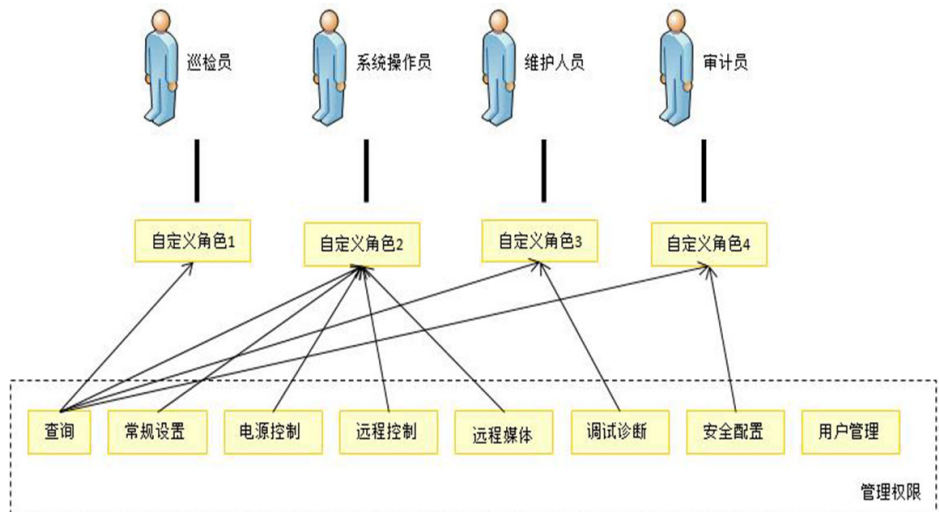 巡检员
系统操作员
维护人员
审计员
自定义角色1
自定义角色2
自定义角色3
自定义角色4
查询
常规设置
电源控制
远程控制
远程媒体
调试诊断
安全配置
用户管理
管理权限